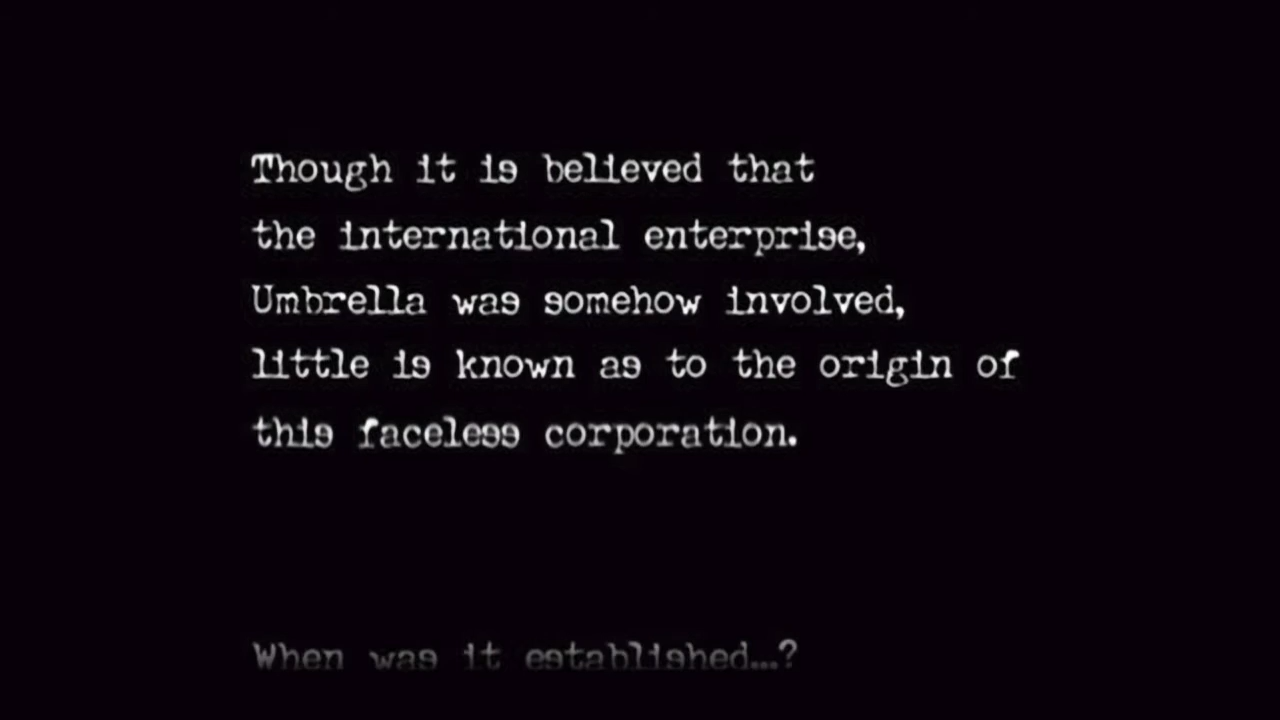 Though it is believed that
the international enterprise,
Umbrella was somehow involved,
little is known as to the origin of
this faceless corporation.
When was it established...?